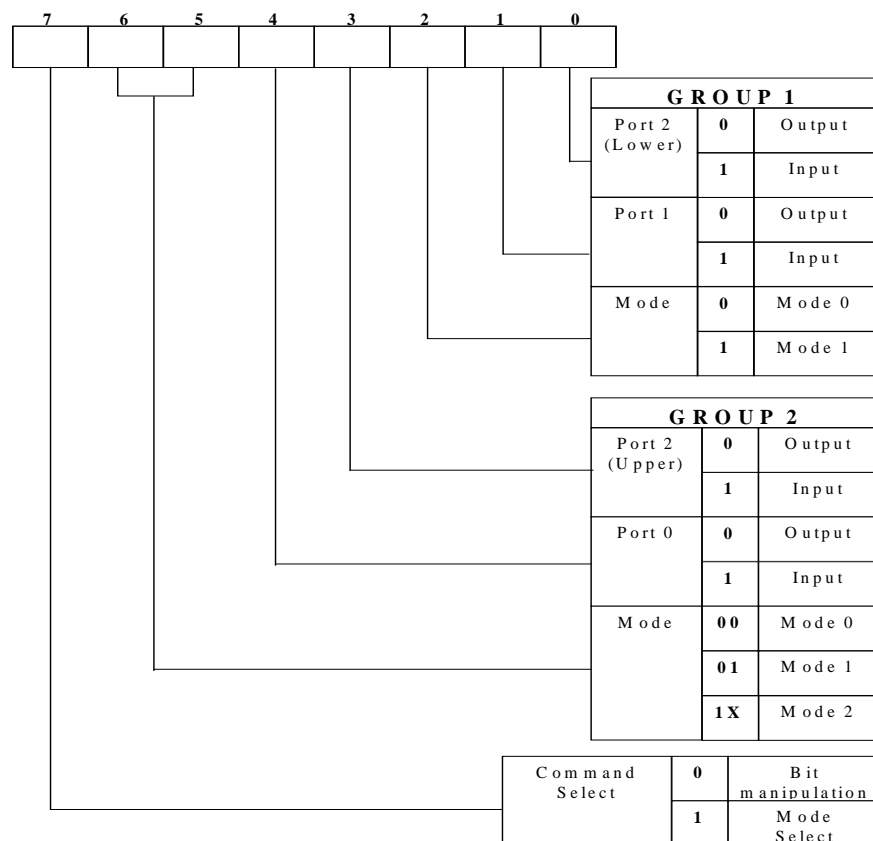 7 6 5 4 3 2 1 0
GROUP 1
Port 2 0 Output
(Lower)
1 Input
Port 1 0 Output
1 Input
Mode 0 Mode 0
1 Mode 1
GROUP 2
Port 2 0 Output
(Upper)
1 Input
Port 0 0 Output
1 Input
Mode 00 Mode 0
01 Mode 1
1X Mode 2
Command 0 Bit
Select manipulation
1 Mode
Select